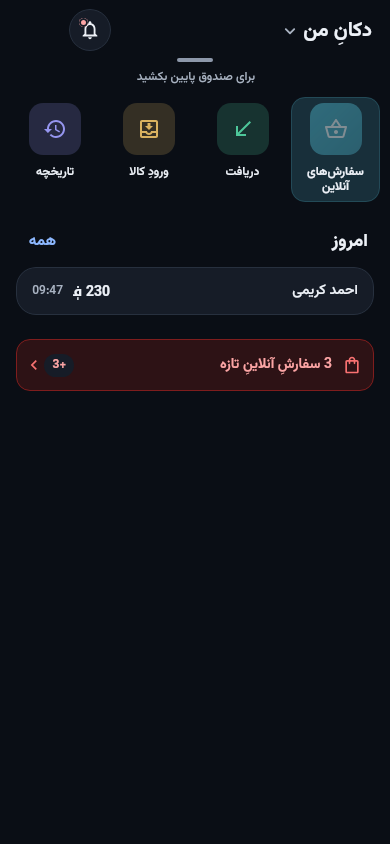 دکانِ من
برای صندوق پایین بکشید
سفارش‌های آنلاین
دریافت
ورودِ کالا
تاریخچه
امروز
همه
احمد کریمی
230 ؋
09:47
3 سفارشِ آنلاینِ تازه
+3